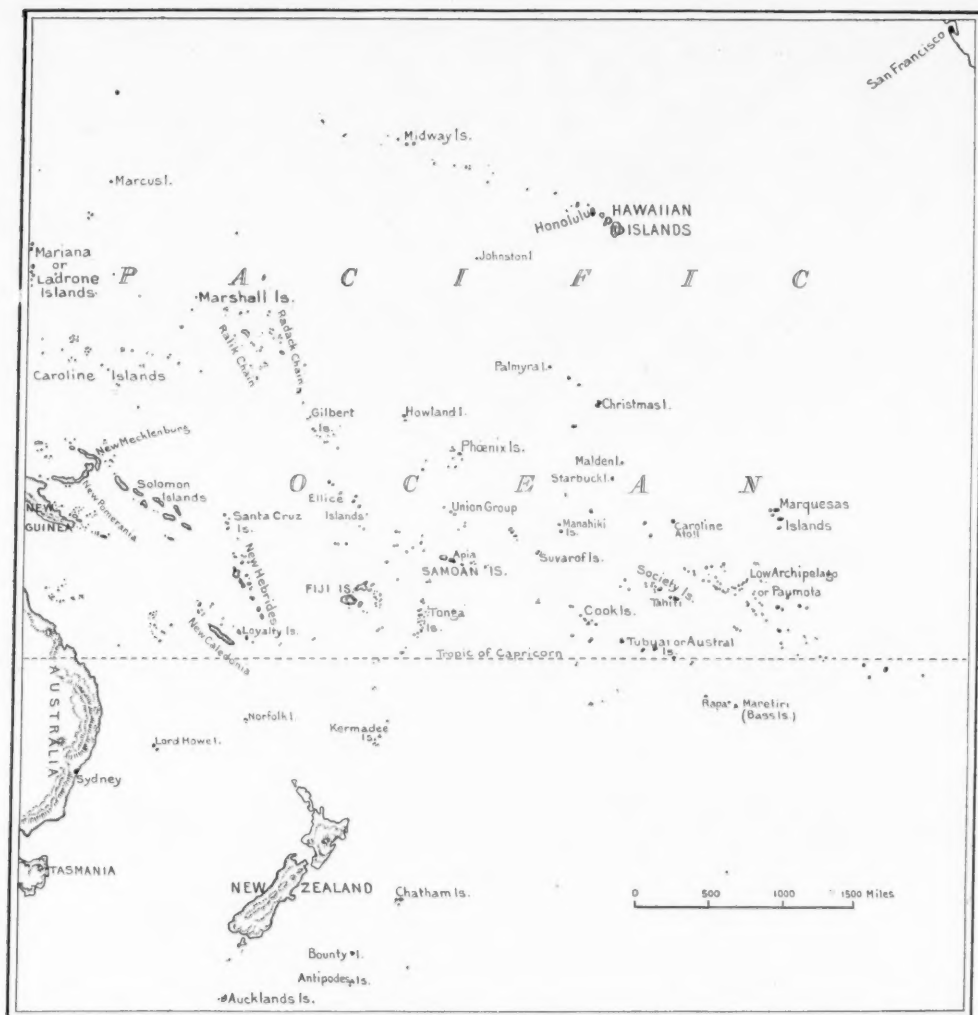 San Francisco
Midway Is.
Marcus I.
Honolulu
HAWAIIAN
ISLANDS
Mariana
or
Ladrone
Islands
Johnston I
PACIFIC
Marshall Is.
Ralik Chain
Radack Chain
Caroline Islands
Palmyra I.
Christmas I.
Gilbert
Is.
Howland I.
New Mecklenburg
Phœnix Is.
Malden I.
Starbuck I.
OCEAN
New Pomerania
Solomon
Islands
NEW
GUINEA
Ellice
Islands
Santa Cruz
Is.
Union Group
Manahiki
Is.
Caroline
Atoll
Marquesas
Islands
Apia
SAMOAN IS.
Suvarof Is.
New Hebrides
FIJI IS.
Society Is.
Tahiti
Low Archipelago
or Paumota
Tonga
Is.
Cook Is.
Loyalty Is.
New Caledonia
Tubuai or Austral
Is.
Tropic of Capricorn
AUSTRALIA
Rapa
Maretiri
(Bass Is.)
Norfolk I.
Kermadec
Is.
Lord Howe I.
Sydney
TASMANIA
NEW ZEALAND
Chatham Is.
0 500 1000 1500 Miles
Bounty I.
Antipodes Is.
Aucklands Is.